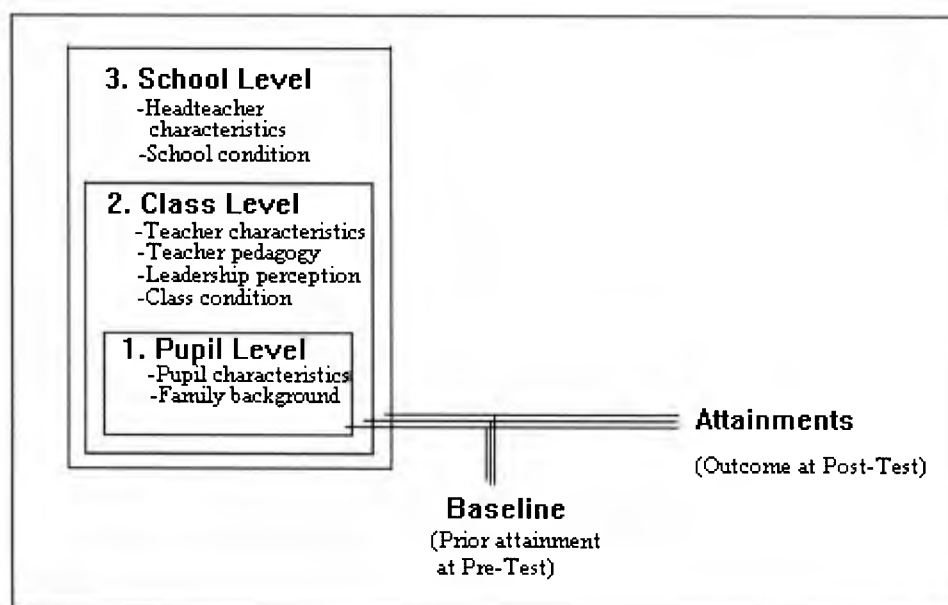 3. School Level
-Headteacher
characteristics
-School condition
2. Class Level
-Teacher characteristics
-Teacher pedagogy
-Leadership perception
-Class condition
1. Pupil Level
-Pupil characteristics
-Family background
Attainments
(Outcome at Post-Test)
Baseline
(Prior attainment
at Pre-Test)